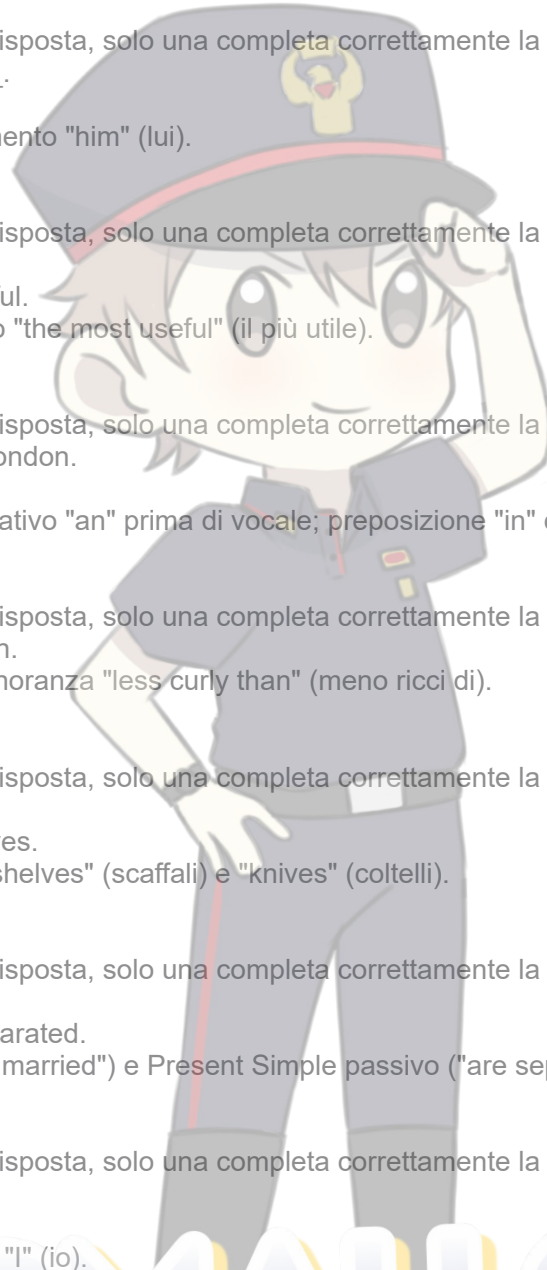 isposta, solo una completa correttamente la
ento "him" (lui).
isposta, solo una completa correttamente la
ul.
o "the most useful" (il più utile).
isposta, solo una completa correttamente la
ondon.
ativo "an" prima di vocale; preposizione "in"
isposta, solo una completa correttamente la
n.
noranza "less curly than" (meno ricci di).
isposta, solo una completa correttamente la
es.
shelves" (scaffali) e "knives" (coltelli).
isposta, solo una completa correttamente la
arated.
married") e Present Simple passivo ("are se
isposta, solo una completa correttamente la
"I" (io).